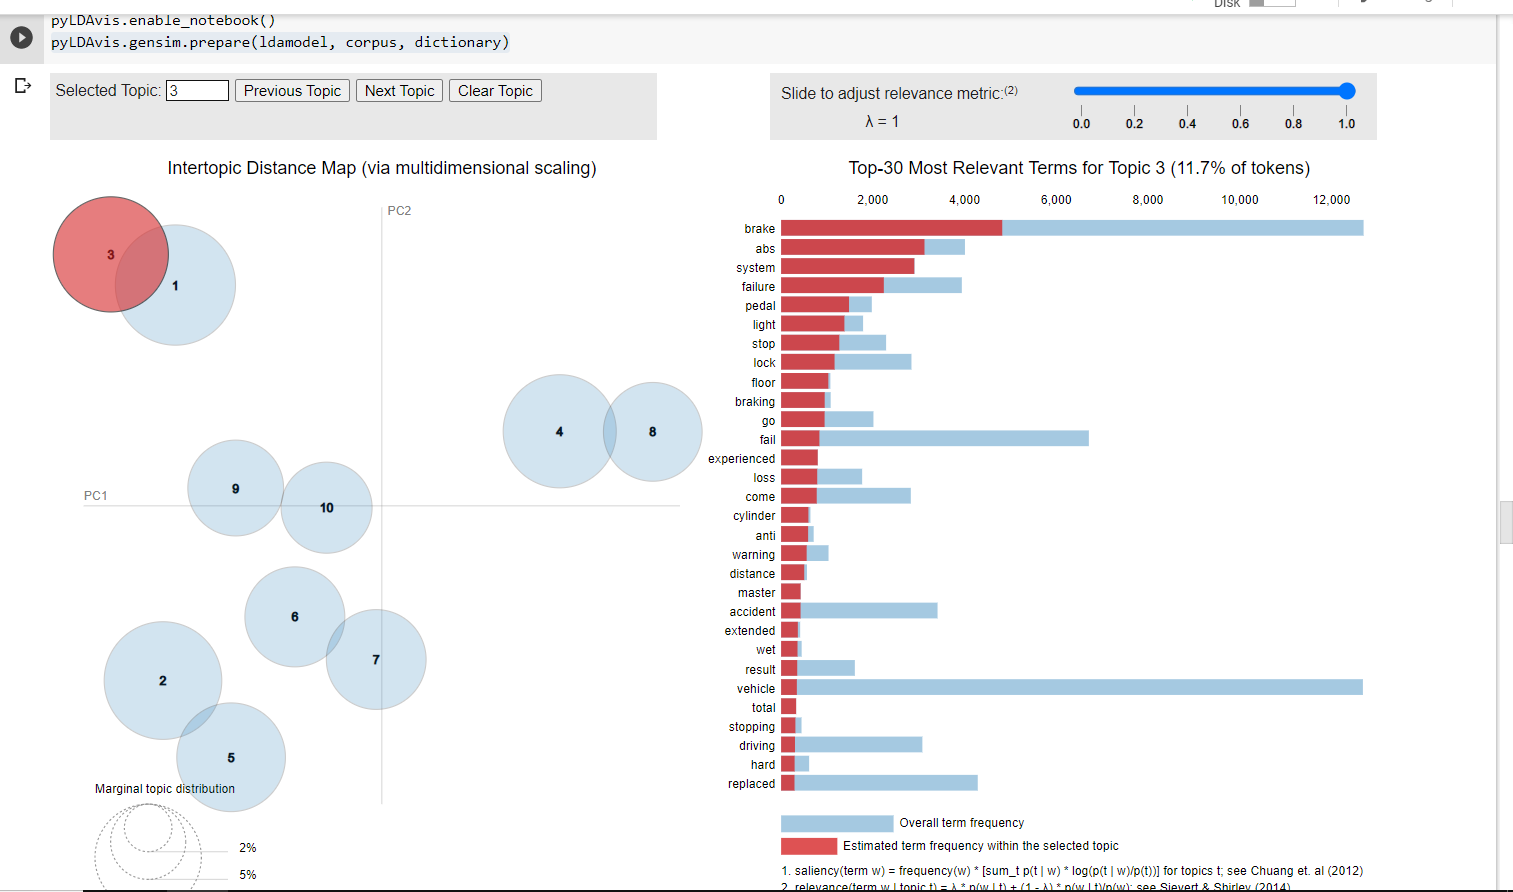 Disk
pyLDAvis.enable_notebook()
pyLDAvis.gensim.prepare(ldamodel, corpus, dictionary)
Selected Topic: 3 Previous Topic Next Topic Clear Topic
Slide to adjust relevance metric:(2)
λ = 1
0.0 0.2 0.4 0.6 0.8 1.0
Intertopic Distance Map (via multidimensional scaling)
PC2
3
1
4
8
9
PC1
10
6
7
2
5
Marginal topic distribution
2%
5%
Top-30 Most Relevant Terms for Topic 3 (11.7% of tokens)
0 2,000 4,000 6,000 8,000 10,000 12,000
brake
abs
system
failure
pedal
light
stop
lock
floor
braking
go
fail
experienced
loss
come
cylinder
anti
warning
distance
master
accident
extended
wet
result
vehicle
total
stopping
driving
hard
replaced
Overall term frequency
Estimated term frequency within the selected topic
1. saliency(term w) = frequency(w) * [sum_t p(t | w) * log(p(t | w)/p(t))] for topics t; see Chuang et. al (2012)
2. relevance(term w | topic t) = λ * p(w | t) + (1 - λ) * p(w | t)/p(w); see Sievert & Shirley (2014)